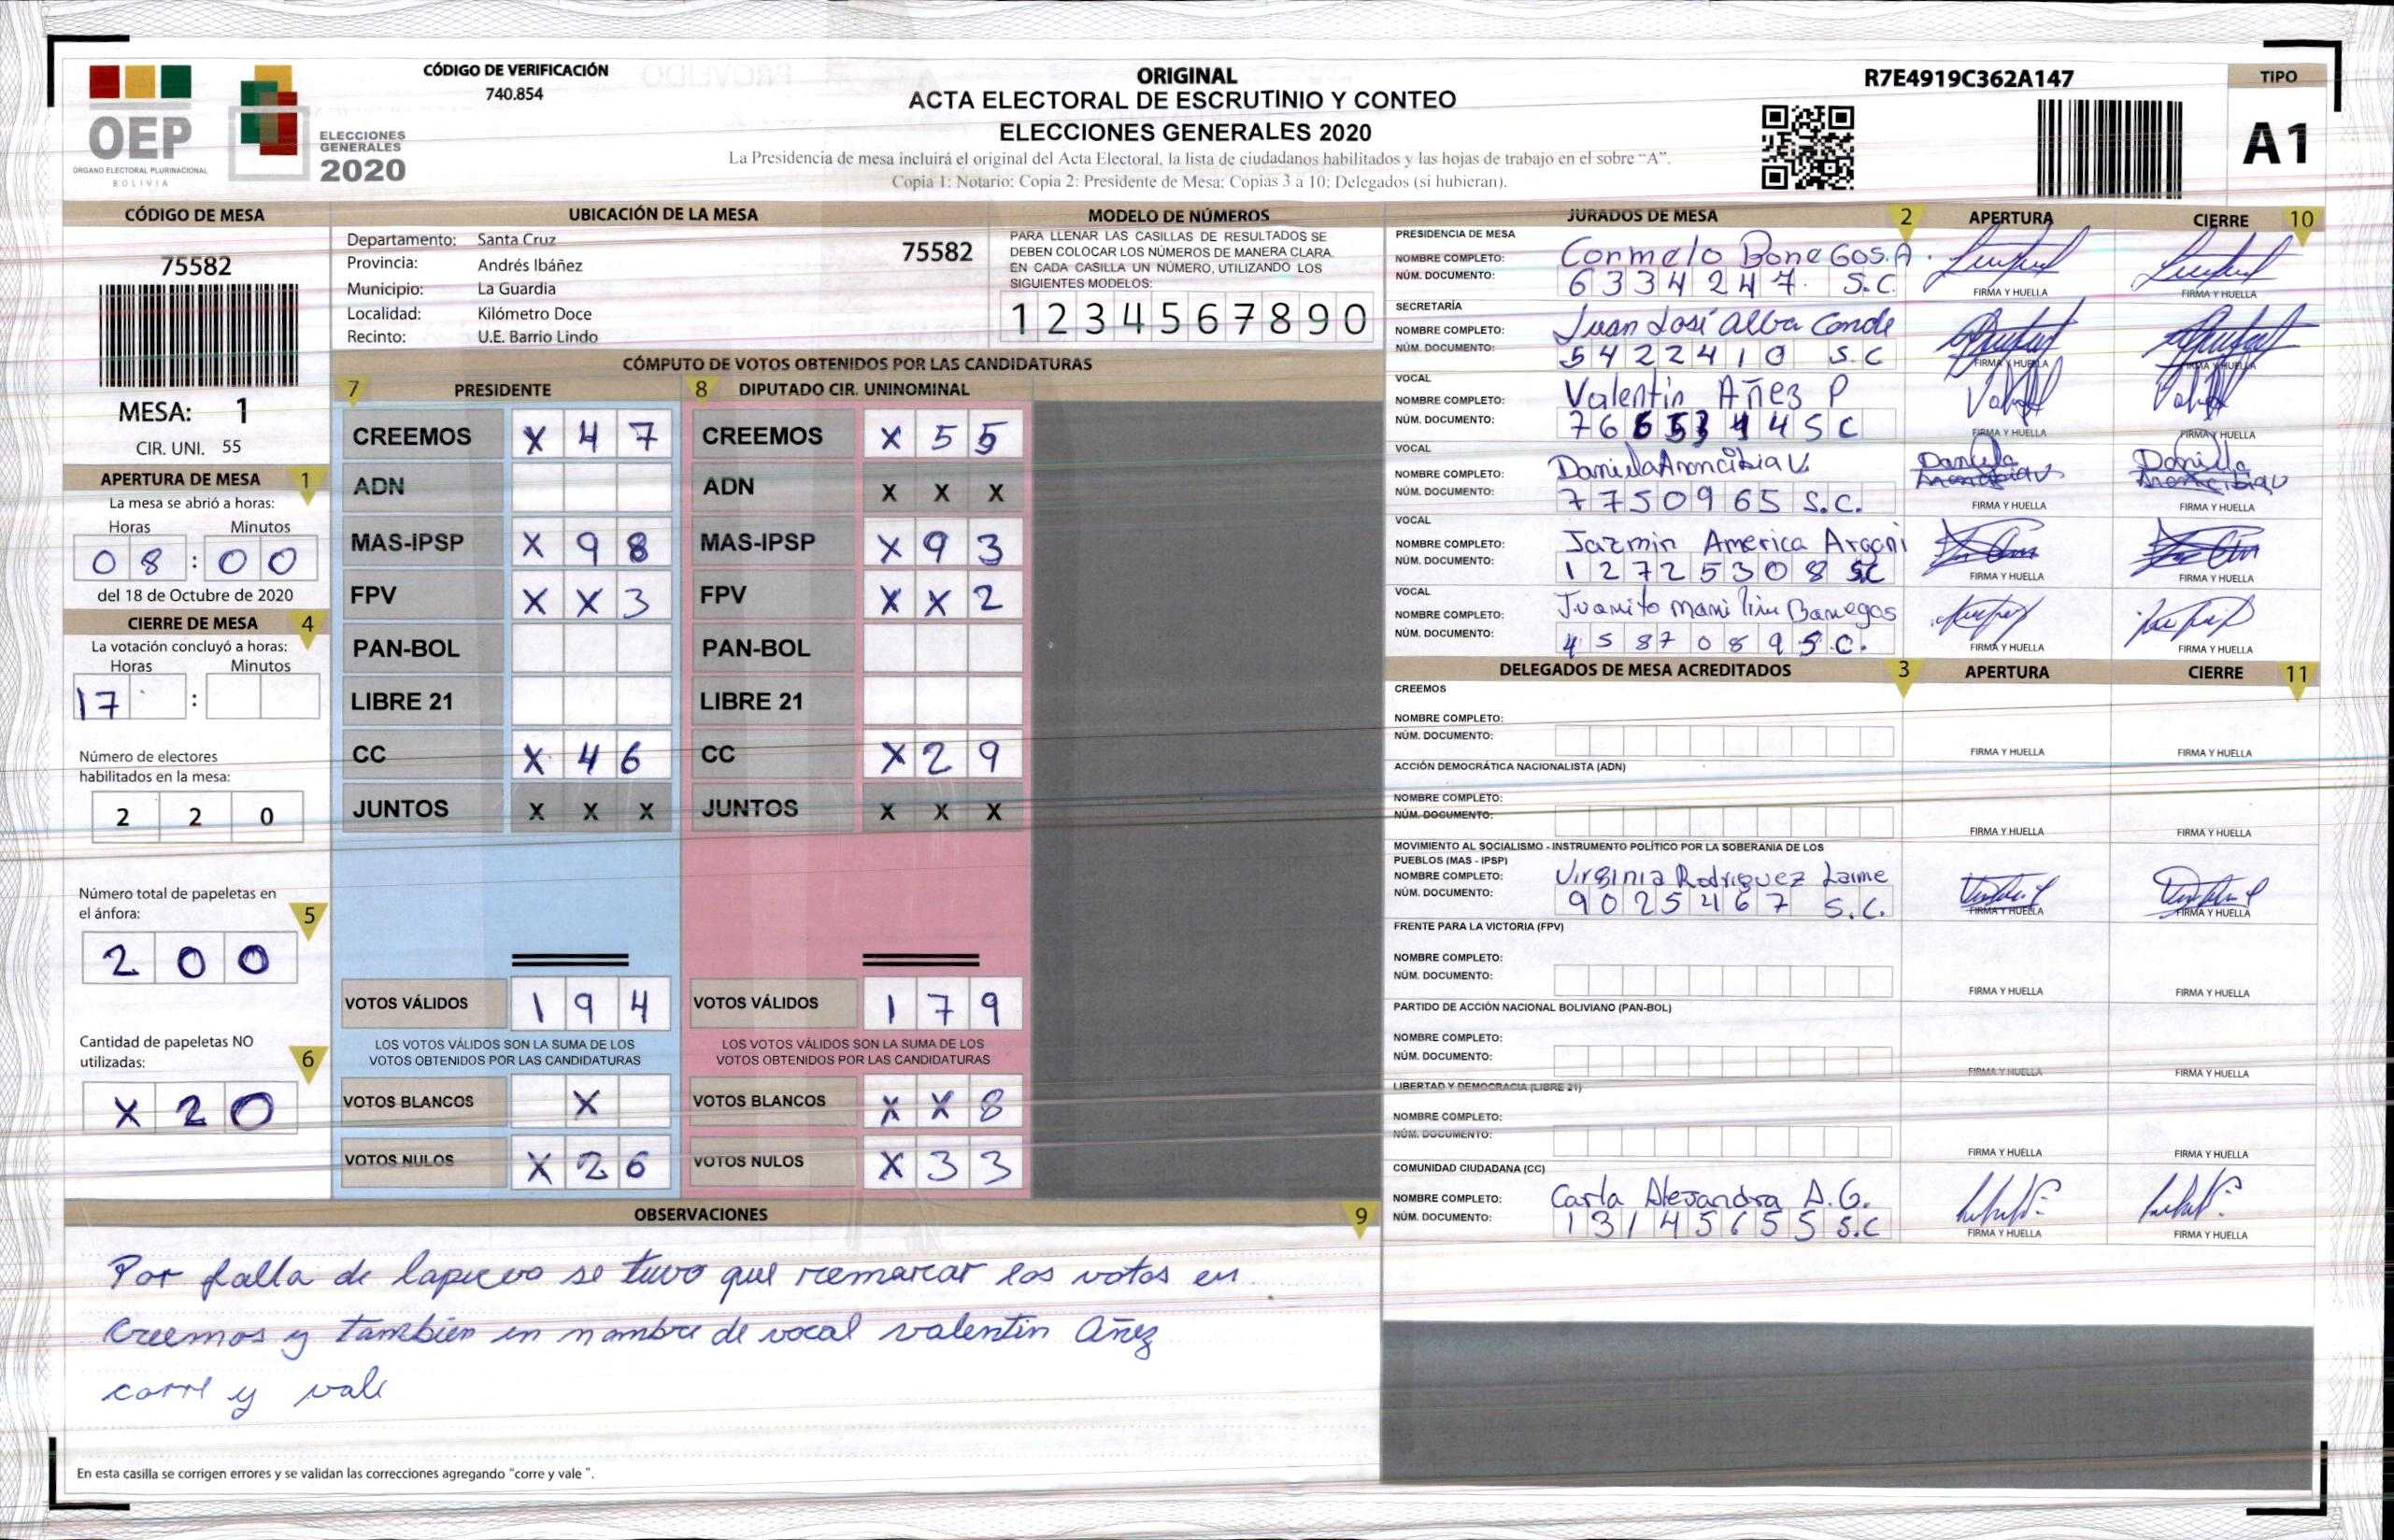 CÓDIGO DE VERIFICACIÓN
740.854
OEP
ÓRGANO ELECTORAL PLURINACIONAL
BOLIVIA
ELECCIONES
GENERALES
2020
ORIGINAL
ACTA ELECTORAL DE ESCRUTINIO Y CONTEO
ELECCIONES GENERALES 2020
La Presidencia de mesa incluirá el original del Acta Electoral, la lista de ciudadanos habilitados y las hojas de trabajo en el sobre "A".
Copia 1: Notario; Copia 2: Presidente de Mesa; Copias 3 a 10: Delegados (si hubieran).
R7E4919C362A147
TIPO
A1
CÓDIGO DE MESA
75582
MESA: 1
CIR. UNI. 55
APERTURA DE MESA 1
La mesa se abrió a horas:
Horas Minutos
08 : 00
del 18 de Octubre de 2020
CIERRE DE MESA 4
La votación concluyó a horas:
Horas Minutos
17 :
Número de electores
habilitados en la mesa:
2 2 0
Número total de papeletas en
el ánfora: 5
2 0 0
Cantidad de papeletas NO
utilizadas: 6
X 2 0
UBICACIÓN DE LA MESA
Departamento: Santa Cruz 75582
Provincia: Andrés Ibáñez
Municipio: La Guardia
Localidad: Kilómetro Doce
Recinto: U.E. Barrio Lindo
MODELO DE NÚMEROS
PARA LLENAR LAS CASILLAS DE RESULTADOS SE
DEBEN COLOCAR LOS NÚMEROS DE MANERA CLARA
EN CADA CASILLA UN NÚMERO, UTILIZANDO LOS
SIGUIENTES MODELOS:
1 2 3 4 5 6 7 8 9 0
CÓMPUTO DE VOTOS OBTENIDOS POR LAS CANDIDATURAS
7 PRESIDENTE 8 DIPUTADO CIR. UNINOMINAL
CREEMOS X 4 7 CREEMOS X 5 5
ADN ADN X X X
MAS-IPSP X 9 8 MAS-IPSP X 9 3
FPV X X 3 FPV X X 2
PAN-BOL PAN-BOL
LIBRE 21 LIBRE 21
CC X 4 6 CC X 2 9
JUNTOS X X X JUNTOS X X X
VOTOS VÁLIDOS 1 9 4 VOTOS VÁLIDOS 1 7 9
LOS VOTOS VÁLIDOS SON LA SUMA DE LOS LOS VOTOS VÁLIDOS SON LA SUMA DE LOS
VOTOS OBTENIDOS POR LAS CANDIDATURAS VOTOS OBTENIDOS POR LAS CANDIDATURAS
VOTOS BLANCOS X VOTOS BLANCOS X X 8
VOTOS NULOS X 2 6 VOTOS NULOS X 3 3
OBSERVACIONES 9
Por falla de lapicero se tuvo que remarcar los votos en
Creemos y tambien en nombre de vocal valentin Añez
corre y vale
En esta casilla se corrigen errores y se validan las correcciones agregando "corre y vale ".
JURADOS DE MESA 2 APERTURA CIERRE 10
PRESIDENCIA DE MESA
NOMBRE COMPLETO:
NÚM. DOCUMENTO: 6334247 S.C.
FIRMA Y HUELLA FIRMA Y HUELLA
SECRETARÍA
NOMBRE COMPLETO: Juan José Alba Conde
NÚM. DOCUMENTO: 5422410 S.C
FIRMA Y HUELLA FIRMA Y HUELLA
VOCAL
NOMBRE COMPLETO: Valentin Añez P
NÚM. DOCUMENTO: SC
FIRMA Y HUELLA FIRMA Y HUELLA
VOCAL
NOMBRE COMPLETO: Daniela Arancibia V.
NÚM. DOCUMENTO: 7750965 S.C.
FIRMA Y HUELLA FIRMA Y HUELLA
VOCAL
NOMBRE COMPLETO: Jazmin America
NÚM. DOCUMENTO: 12725308 SC
FIRMA Y HUELLA FIRMA Y HUELLA
VOCAL
NOMBRE COMPLETO: Juanito
NÚM. DOCUMENTO:
FIRMA Y HUELLA FIRMA Y HUELLA
DELEGADOS DE MESA ACREDITADOS 3 APERTURA CIERRE 11
CREEMOS
NOMBRE COMPLETO:
NÚM. DOCUMENTO:
FIRMA Y HUELLA FIRMA Y HUELLA
ACCIÓN DEMOCRÁTICA NACIONALISTA (ADN)
NOMBRE COMPLETO:
NÚM. DOCUMENTO:
FIRMA Y HUELLA FIRMA Y HUELLA
MOVIMIENTO AL SOCIALISMO - INSTRUMENTO POLÍTICO POR LA SOBERANIA DE LOS
PUEBLOS (MAS - IPSP)
NOMBRE COMPLETO: Virginia Rodriguez Laime
NÚM. DOCUMENTO: 9025467 S.C.
FIRMA Y HUELLA FIRMA Y HUELLA
FRENTE PARA LA VICTORIA (FPV)
NOMBRE COMPLETO:
NÚM. DOCUMENTO:
FIRMA Y HUELLA FIRMA Y HUELLA
PARTIDO DE ACCIÓN NACIONAL BOLIVIANO (PAN-BOL)
NOMBRE COMPLETO:
NÚM. DOCUMENTO:
FIRMA Y HUELLA FIRMA Y HUELLA
LIBERTAD Y DEMOCRACIA (LIBRE 21)
NOMBRE COMPLETO:
NÚM. DOCUMENTO:
FIRMA Y HUELLA FIRMA Y HUELLA
COMUNIDAD CIUDADANA (CC)
NOMBRE COMPLETO: Carla Alejandra A.G.
NÚM. DOCUMENTO: S.C
FIRMA Y HUELLA FIRMA Y HUELLA